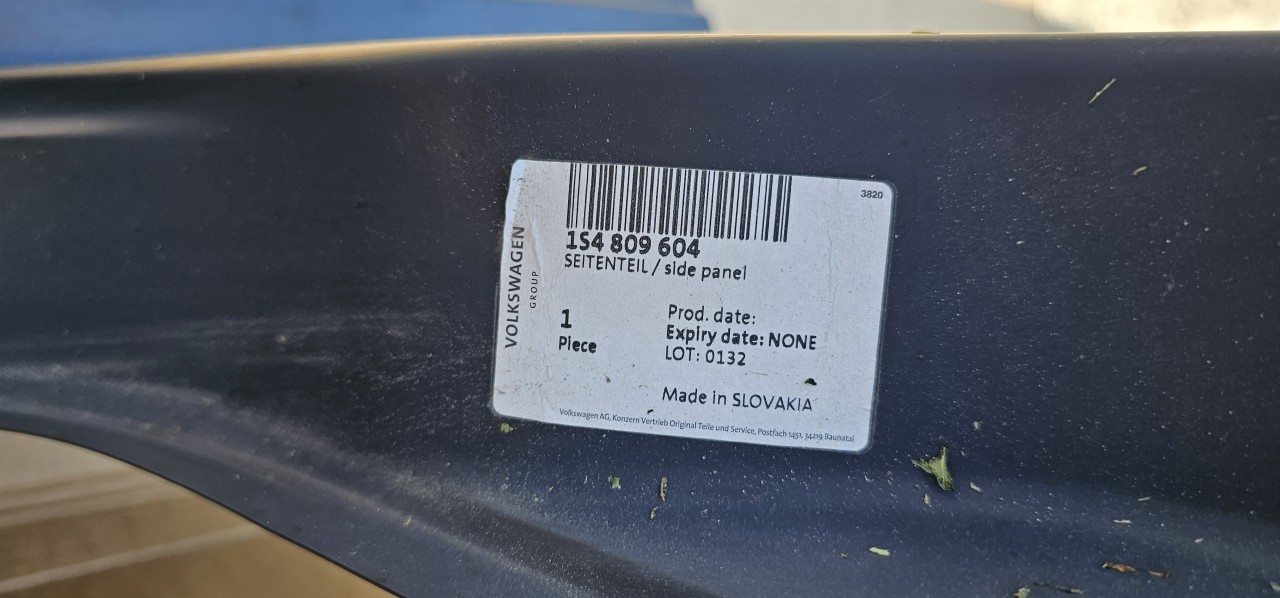 3820
1S4 809 604
SEITENTEIL / side panel
VOLKSWAGEN
GROUP
1
Piece
Prod. date:
Expiry date: NONE
LOT: 0132
Made in SLOVAKIA
Volkswagen AG, Konzern Vertrieb Original Teile und Service, Postfach 1451, 34219 Baunatal